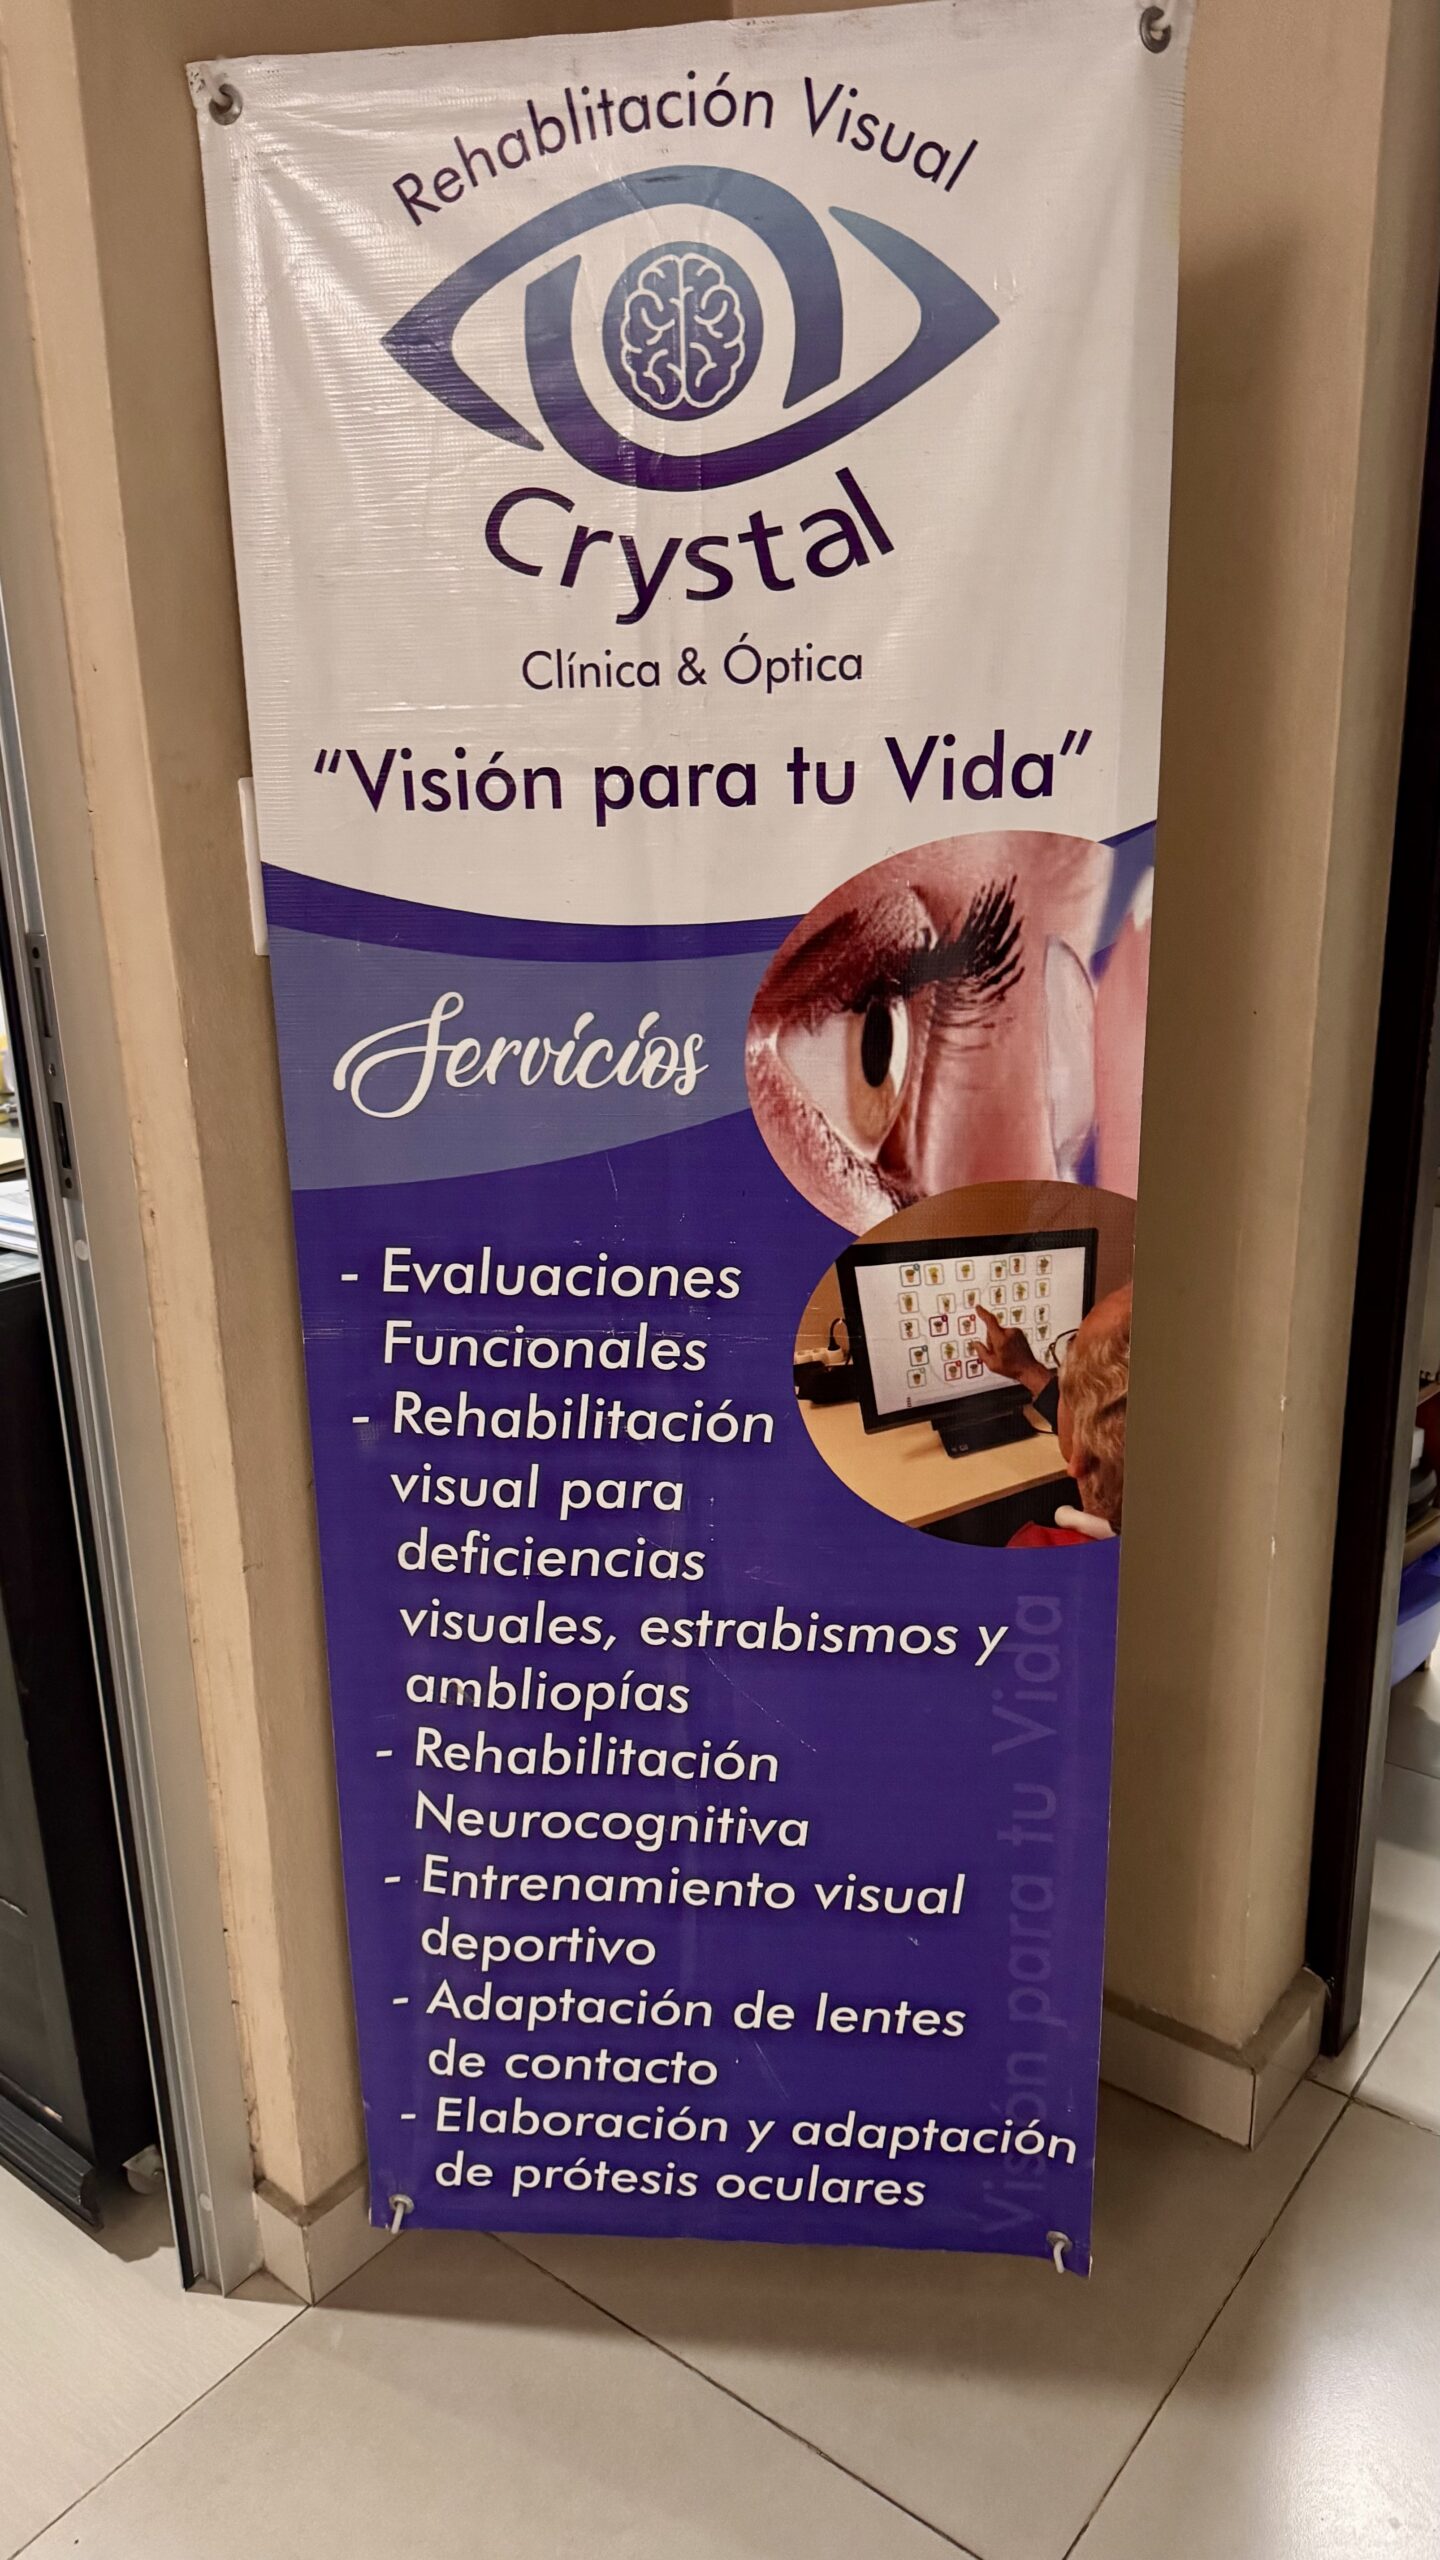 Rehablitación Visual
Crystal
Clínica & Óptica
“Visión para tu Vida”
Servicios
- Evaluaciones
Funcionales
- Rehabilitación
visual para
deficiencias
visuales, estrabismos y
ambliopías
- Rehabilitación
Neurocognitiva
- Entrenamiento visual
deportivo
- Adaptación de lentes
de contacto
- Elaboración y adaptación
de prótesis oculares
Visión para tu Vida